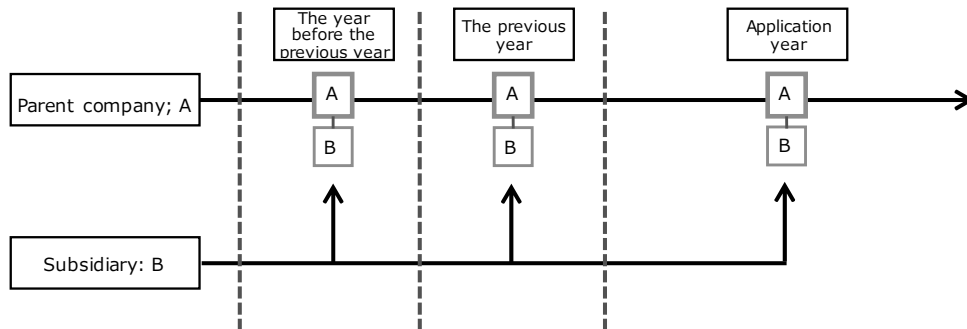 The year
before the
previous year
The previous
year
Application
year
Parent company; A
A
A
A
B
B
B
Subsidiary: B